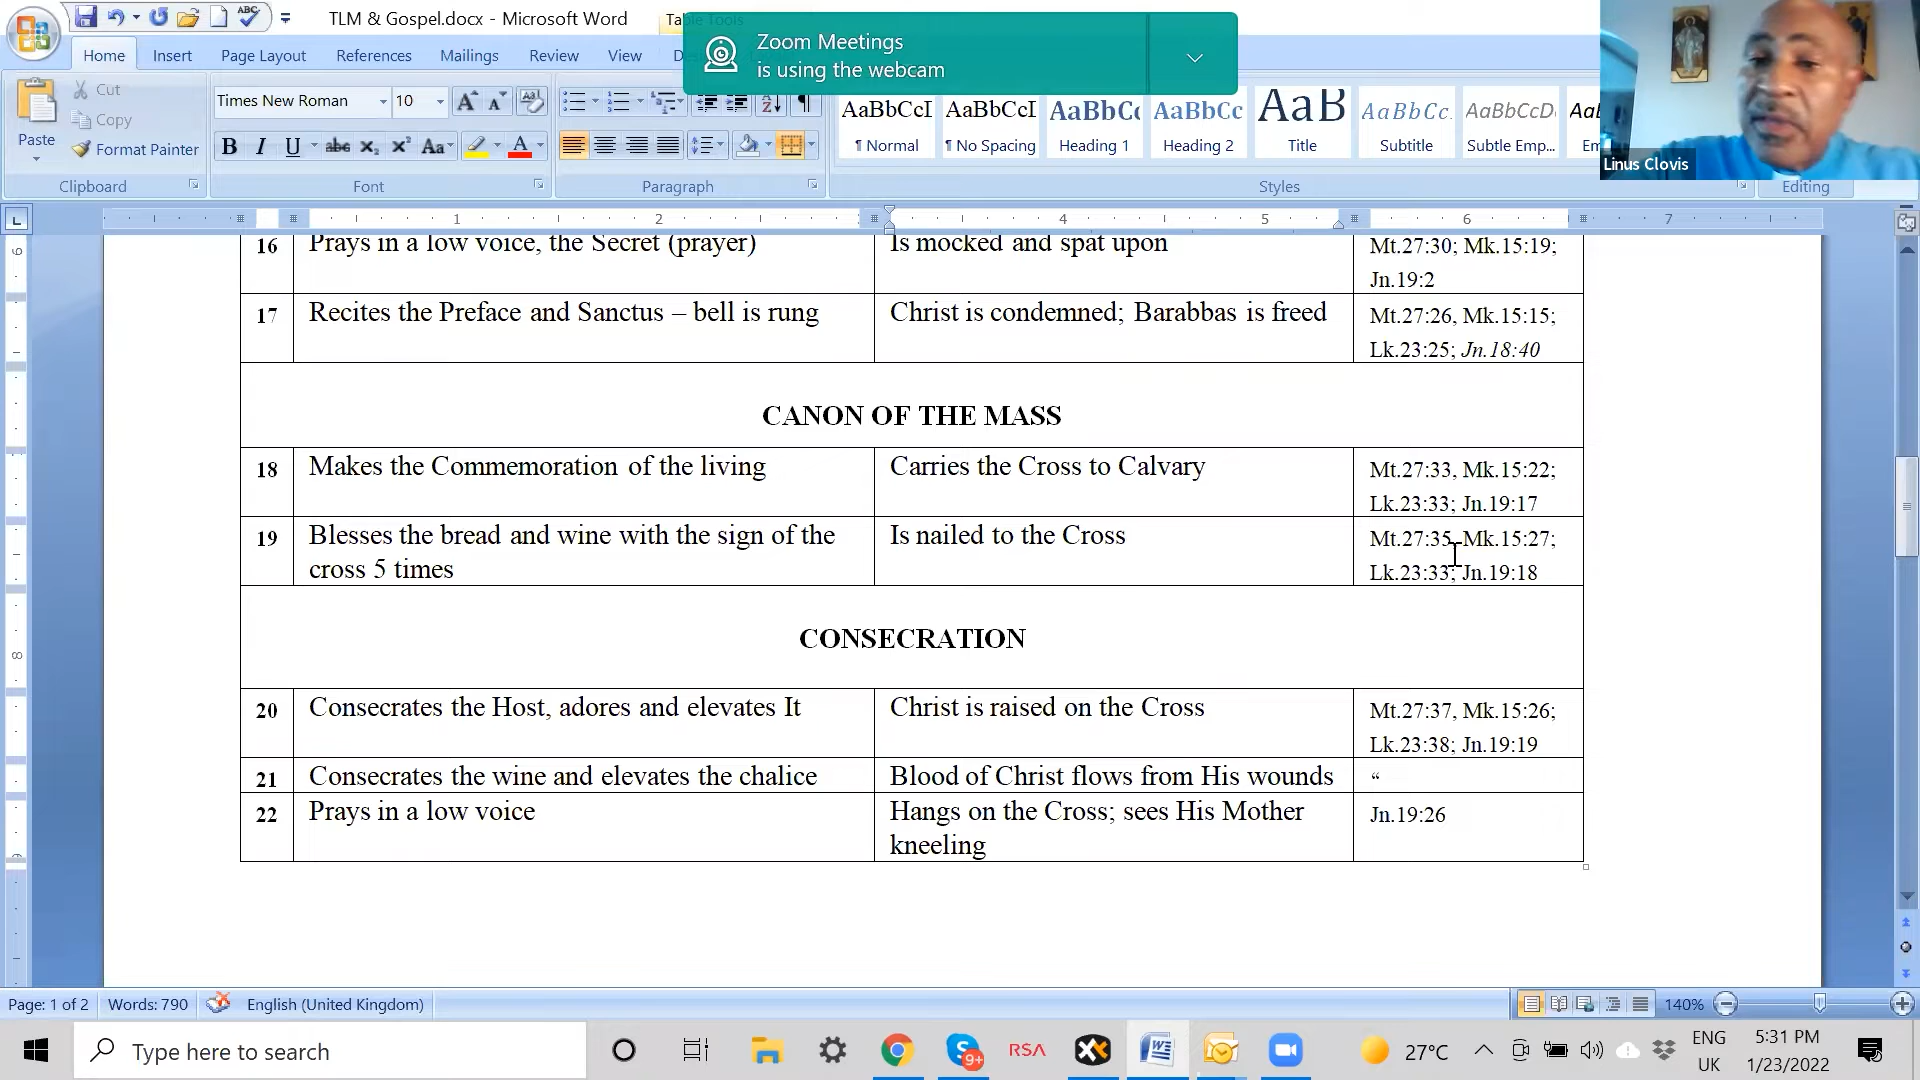 TLM & Gospel.docx - Microsoft Word
Table Tools
Zoom Meetings
is using the webcam
Linus Clovis
Home Insert Page Layout References Mailings Review View
Paste
Cut
Copy
Format Painter
Clipboard
Times New Roman 10
Font
Paragraph
AaBbCcI AaBbCcI AaBbC AaBbCc AaB AaBbCc. AaBbCcD
¶ Normal ¶ No Spacing Heading 1 Heading 2 Title Subtitle Subtle Emp...
Styles
Editing
1 2 4 5 6 7
16 Prays in a low voice, the Secret (prayer) Is mocked and spat upon Mt.27:30; Mk.15:19;
Jn.19:2
17 Recites the Preface and Sanctus – bell is rung Christ is condemned; Barabbas is freed Mt.27:26, Mk.15:15;
Lk.23:25; Jn.18:40
CANON OF THE MASS
18 Makes the Commemoration of the living Carries the Cross to Calvary Mt.27:33, Mk.15:22;
Lk.23:33; Jn.19:17
19 Blesses the bread and wine with the sign of the Is nailed to the Cross Mt.27:35, Mk.15:27;
cross 5 times Lk.23:33; Jn.19:18
CONSECRATION
20 Consecrates the Host, adores and elevates It Christ is raised on the Cross Mt.27:37, Mk.15:26;
Lk.23:38; Jn.19:19
21 Consecrates the wine and elevates the chalice Blood of Christ flows from His wounds “
22 Prays in a low voice Hangs on the Cross; sees His Mother Jn.19:26
kneeling
Page: 1 of 2 Words: 790 English (United Kingdom) 140%
Type here to search
9+
RSA
27°C
ENG
UK
5:31 PM
1/23/2022